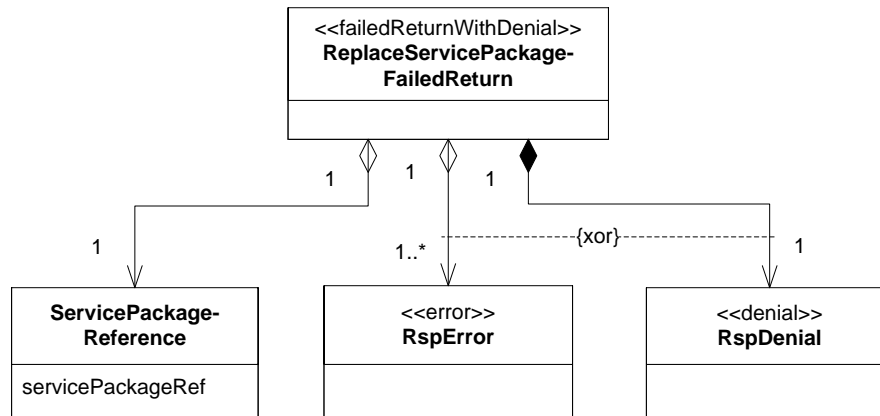 <<failedReturnWithDenial>>
ReplaceServicePackage-
FailedReturn
1
1
1
1
1..*
{xor}
1
ServicePackage-
Reference
servicePackageRef
<<error>>
RspError
<<denial>>
RspDenial